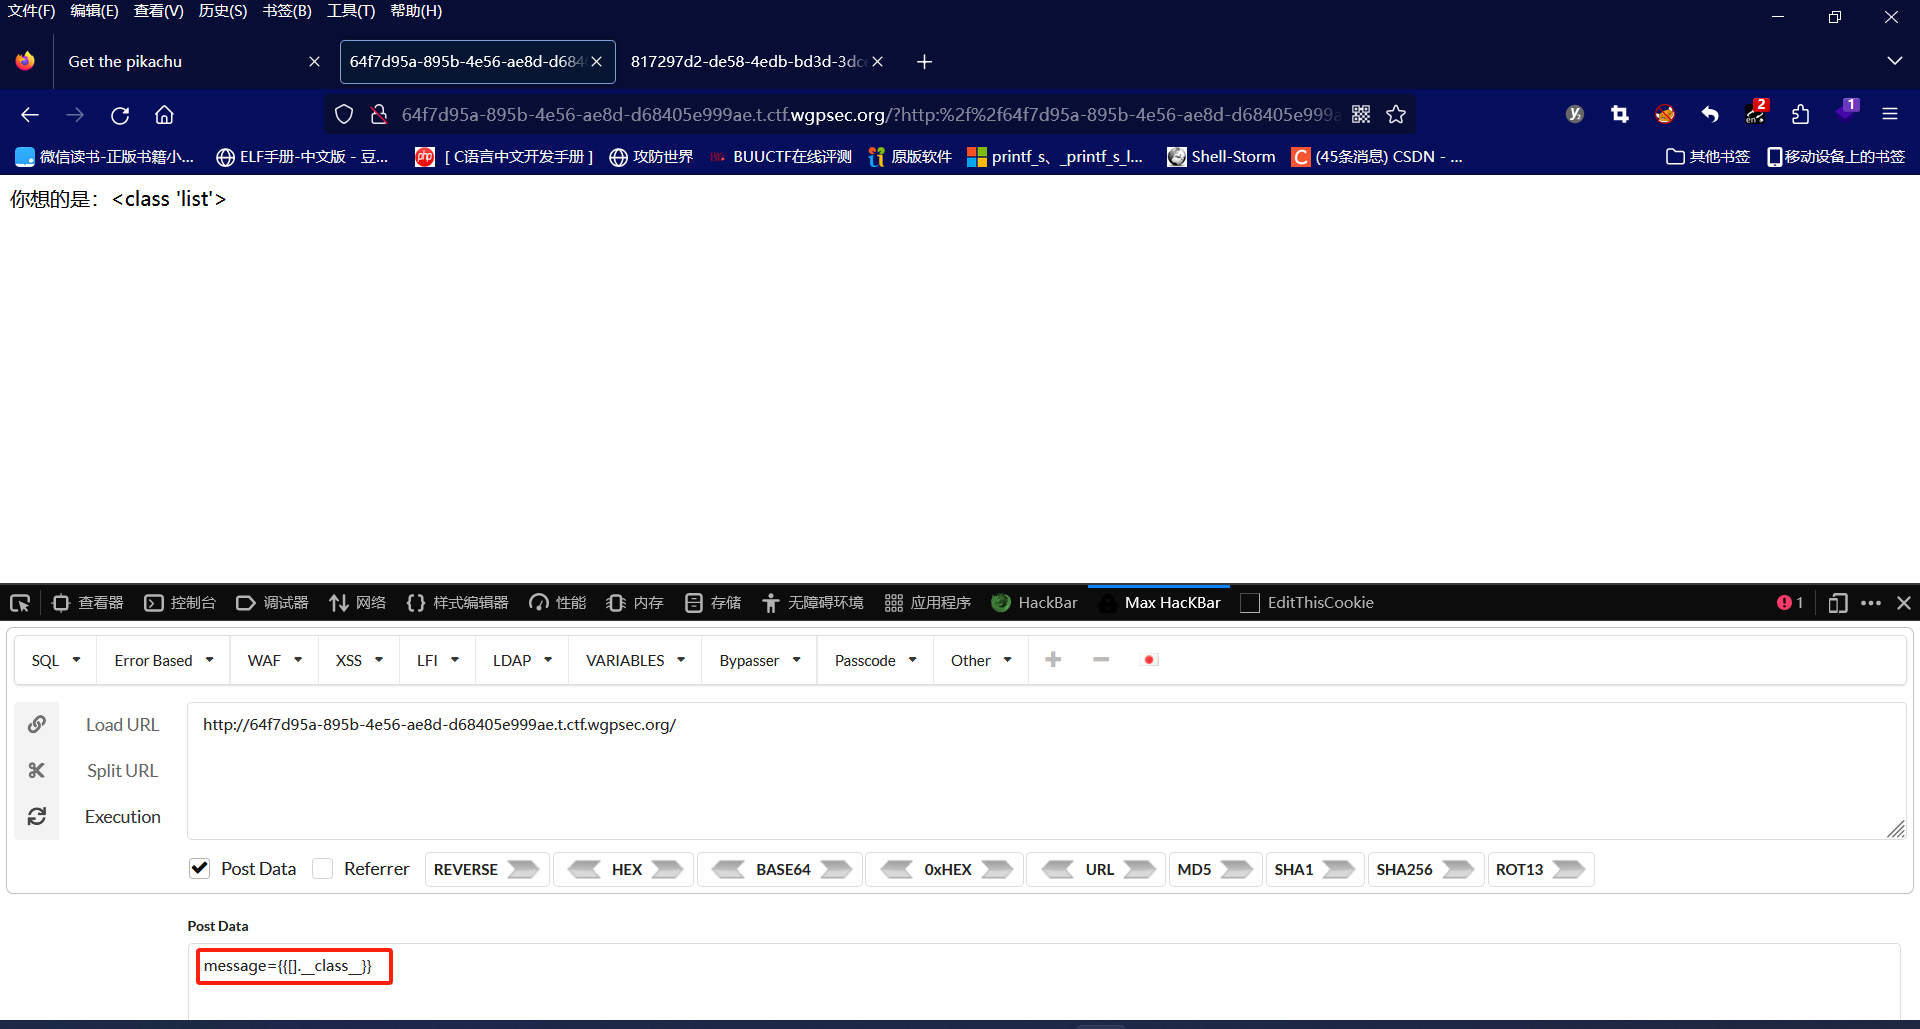 文件(F) 编辑(E) 查看(V) 历史(S) 书签(B) 工具(T) 帮助(H)
Get the pikachu
64f7d95a-895b-4e56-ae8d-d684
817297d2-de58-4edb-bd3d-3dc
64f7d95a-895b-4e56-ae8d-d68405e999ae.t.ctf.wgpsec.org/?http:%2f%2f64f7d95a-895b-4e56-ae8d-d68405e999a
2
1
微信读书-正版书籍小... ELF手册-中文版 - 豆... [ C语言中文开发手册 ] 攻防世界 BUUCTF在线评测 原版软件 printf_s、_printf_s_l... Shell-Storm (45条消息) CSDN - ... 其他书签 移动设备上的书签
你想的是：<class 'list'>
查看器 控制台 调试器 网络 样式编辑器 性能 内存 存储 无障碍环境 应用程序 HackBar Max HacKBar EditThisCookie 1
SQL Error Based WAF XSS LFI LDAP VARIABLES Bypasser Passcode Other
Load URL
http://64f7d95a-895b-4e56-ae8d-d68405e999ae.t.ctf.wgpsec.org/
Split URL
Execution
Post Data Referrer REVERSE HEX BASE64 0xHEX URL MD5 SHA1 SHA256 ROT13
Post Data
message={{[].__class__}}